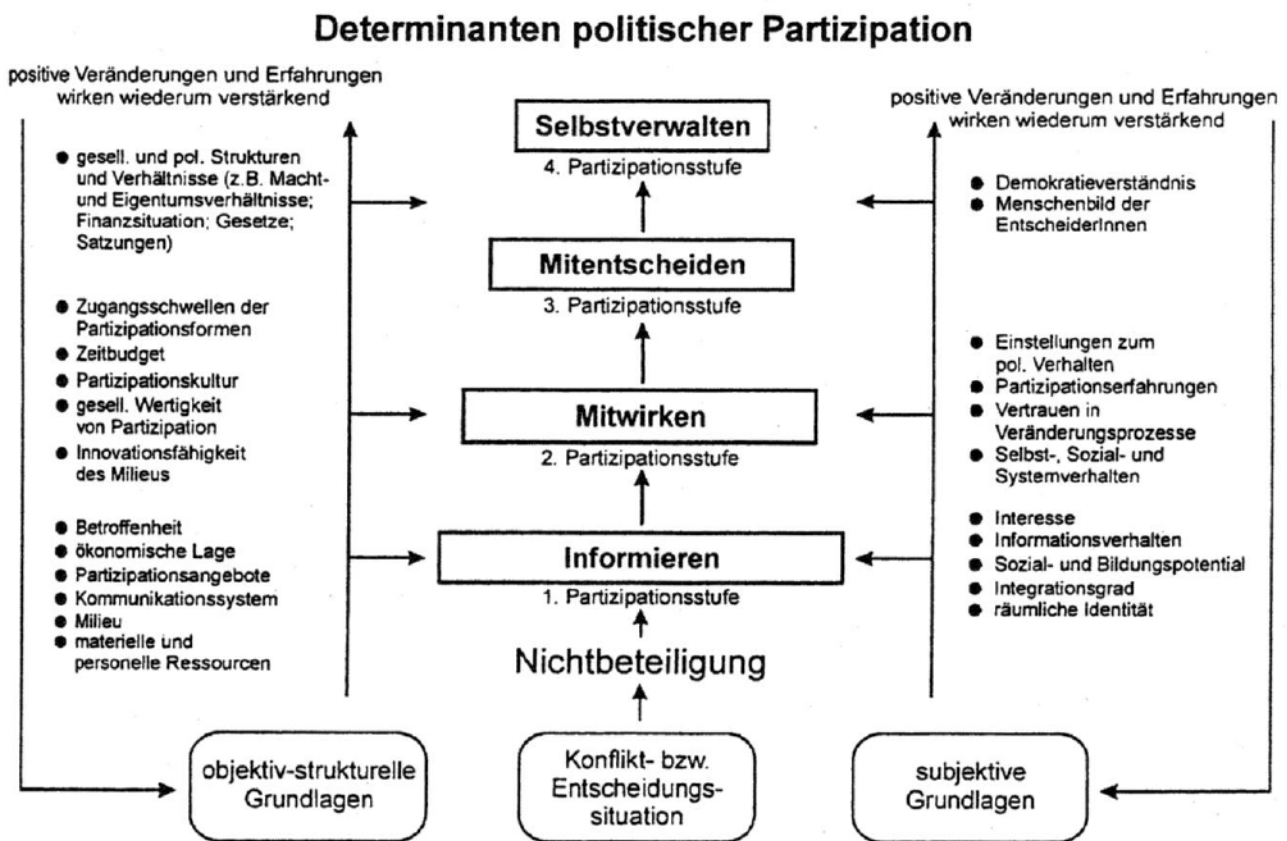 Determinanten politischer Partizipation
positive Veränderungen und Erfahrungen
wirken wiederum verstärkend
● gesell. und pol. Strukturen
und Verhältnisse (z.B. Macht-
und Eigentumsverhältnisse;
Finanzsituation; Gesetze;
Satzungen)
● Zugangsschwellen der
Partizipationsformen
● Zeitbudget
● Partizipationskultur
● gesell. Wertigkeit
von Partizipation
● Innovationsfähigkeit
des Milieus
● Betroffenheit
● ökonomische Lage
● Partizipationsangebote
● Kommunikationssystem
● Milieu
● materielle und
personelle Ressourcen
objektiv-strukturelle
Grundlagen
Selbstverwalten
4. Partizipationsstufe
Mitentscheiden
3. Partizipationsstufe
Mitwirken
2. Partizipationsstufe
Informieren
1. Partizipationsstufe
Nichtbeteiligung
Konflikt- bzw.
Entscheidungs-
situation
positive Veränderungen und Erfahrungen
wirken wiederum verstärkend
● Demokratieverständnis
● Menschenbild der
EntscheiderInnen
● Einstellungen zum
pol. Verhalten
● Partizipationserfahrungen
● Vertrauen in
Veränderungsprozesse
● Selbst-, Sozial- und
Systemverhalten
● Interesse
● Informationsverhalten
● Sozial- und Bildungspotential
● Integrationsgrad
● räumliche Identität
subjektive
Grundlagen